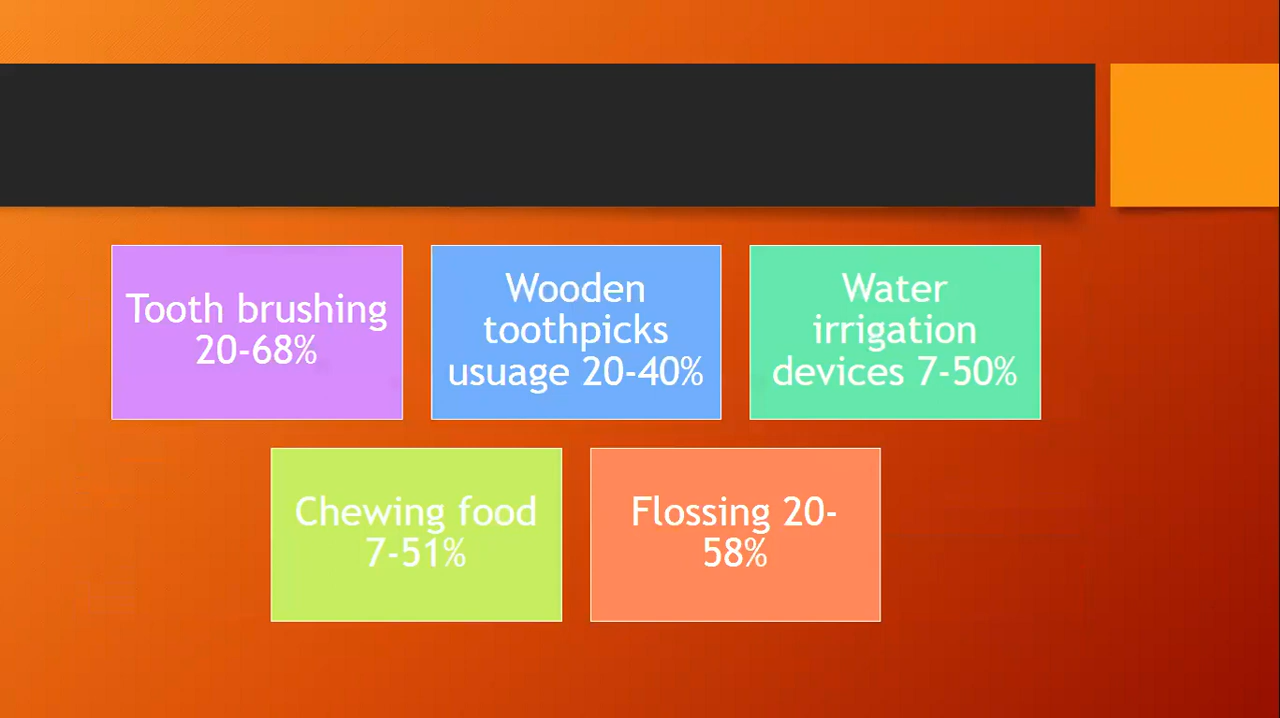 Tooth brushing
20-68%
Wooden
toothpicks
usuage 20-40%
Water
irrigation
devices 7-50%
Chewing food
7-51%
Flossing 20-
58%